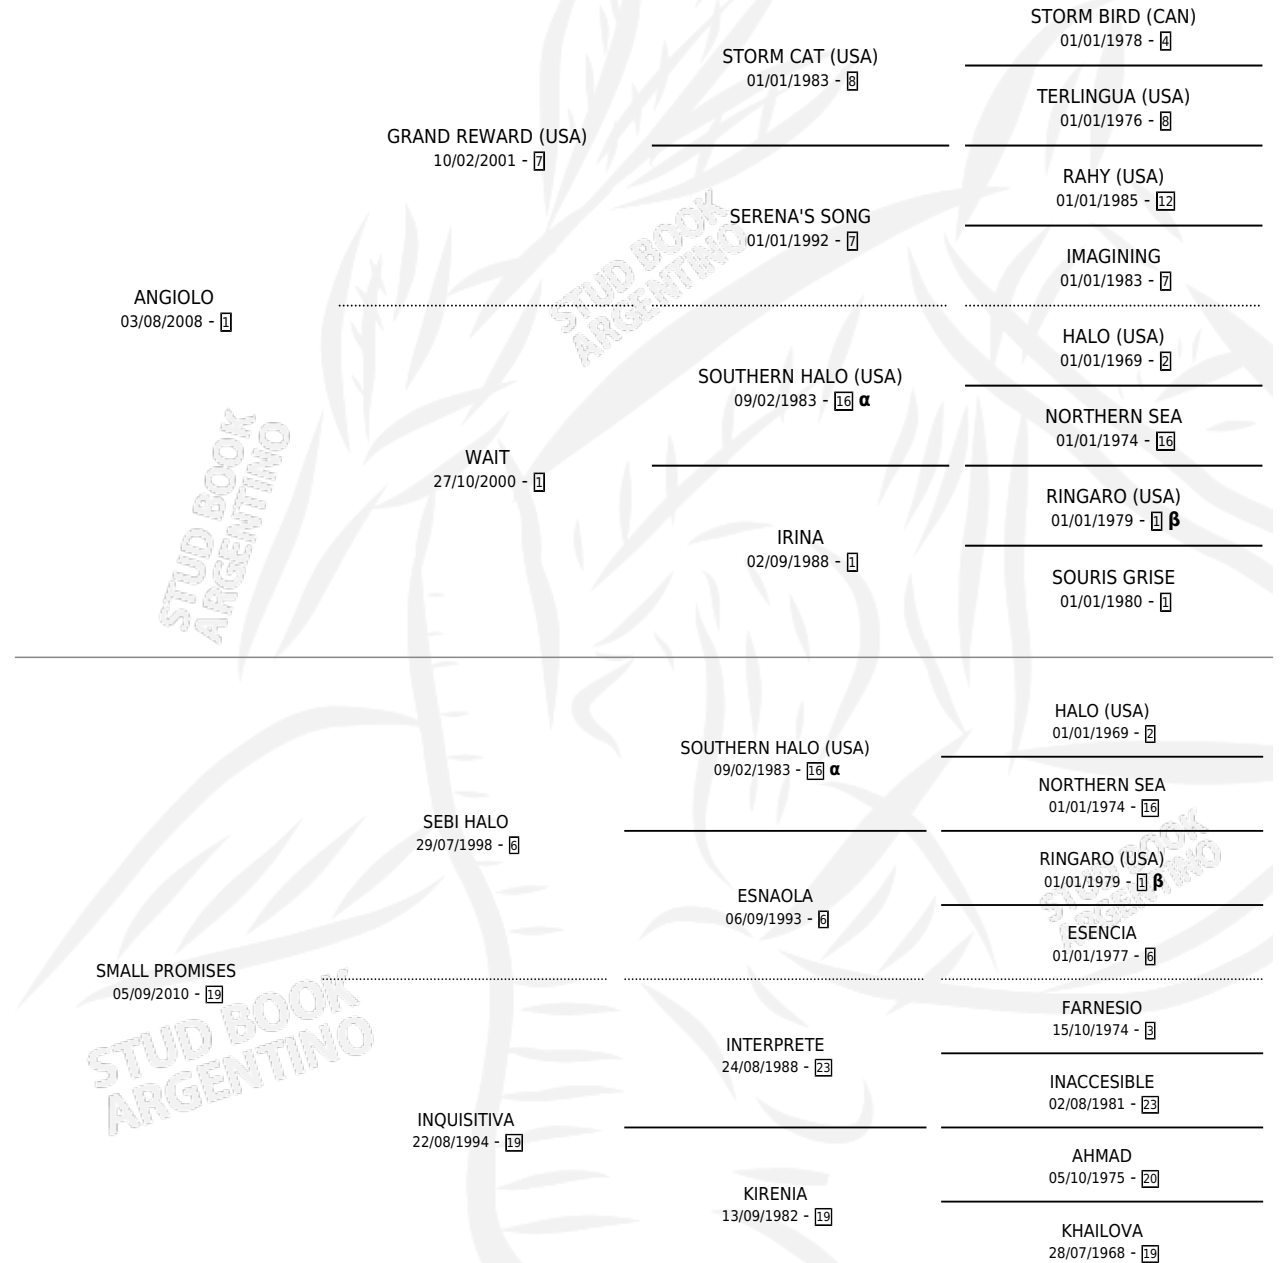 STORM BIRD (CAN)
01/01/1978 - 4
STORM CAT (USA)
01/01/1983 - 8
TERLINGUA (USA)
01/01/1976 - 8
GRAND REWARD (USA)
10/02/2001 - 7
RAHY (USA)
01/01/1985 - 12
SERENA'S SONG
01/01/1992 - 7
IMAGINING
01/01/1983 - 7
ANGIOLO
03/08/2008 - 1
HALO (USA)
01/01/1969 - 2
SOUTHERN HALO (USA)
09/02/1983 - 16 α
NORTHERN SEA
01/01/1974 - 16
WAIT
27/10/2000 - 1
RINGARO (USA)
01/01/1979 - 1 β
IRINA
02/09/1988 - 1
SOURIS GRISE
01/01/1980 - 1
STUD BOOK
ARGENTINO
STUD BOOK
ARGENTINO
HALO (USA)
01/01/1969 - 2
SOUTHERN HALO (USA)
09/02/1983 - 16 α
NORTHERN SEA
01/01/1974 - 16
SEBI HALO
29/07/1998 - 6
RINGARO (USA)
01/01/1979 - 1 β
ESNAOLA
06/09/1993 - 6
ESENCIA
01/01/1977 - 6
SMALL PROMISES
05/09/2010 - 19
FARNESIO
15/10/1974 - 3
INTERPRETE
24/08/1988 - 23
INACCESIBLE
02/08/1981 - 23
INQUISITIVA
22/08/1994 - 19
AHMAD
05/10/1975 - 20
KIRENIA
13/09/1982 - 19
KHAILOVA
28/07/1968 - 19
STUD BOOK
ARGENTINO
STUD BOOK
ARGENTINO